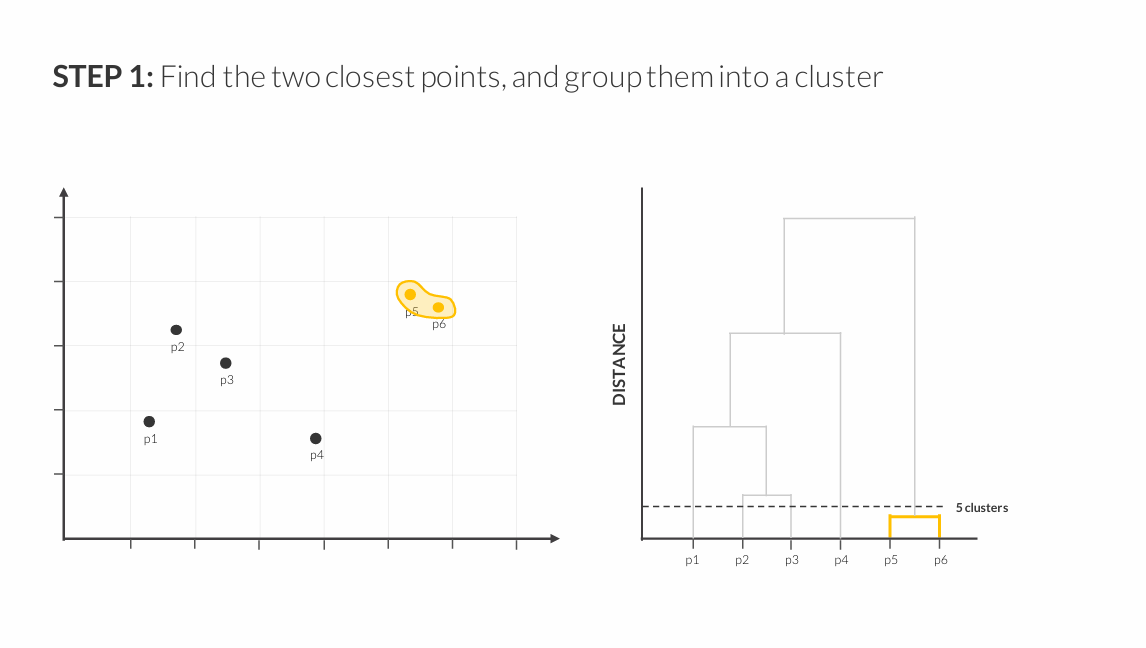 STEP 1: Find the two closest points, and group them into a cluster
p5
p6
p2
p3
p1
p4
DISTANCE
5 clusters
p1 p2 p3 p4 p5 p6